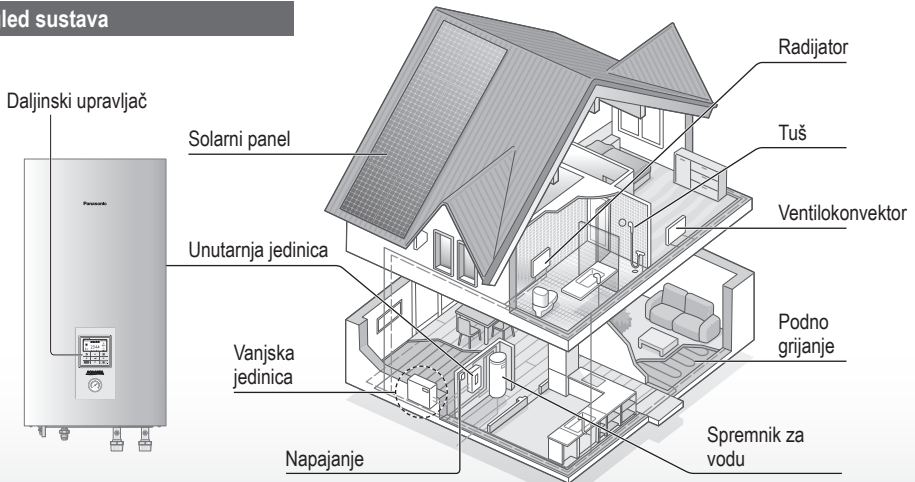 led sustava
Daljinski upravljač
Panasonic
Solarni panel
Unutarnja jedinica
Vanjska
jedinica
Napajanje
Radijator
Tuš
Ventilokonvektor
Podno
grijanje
Spremnik za
vodu